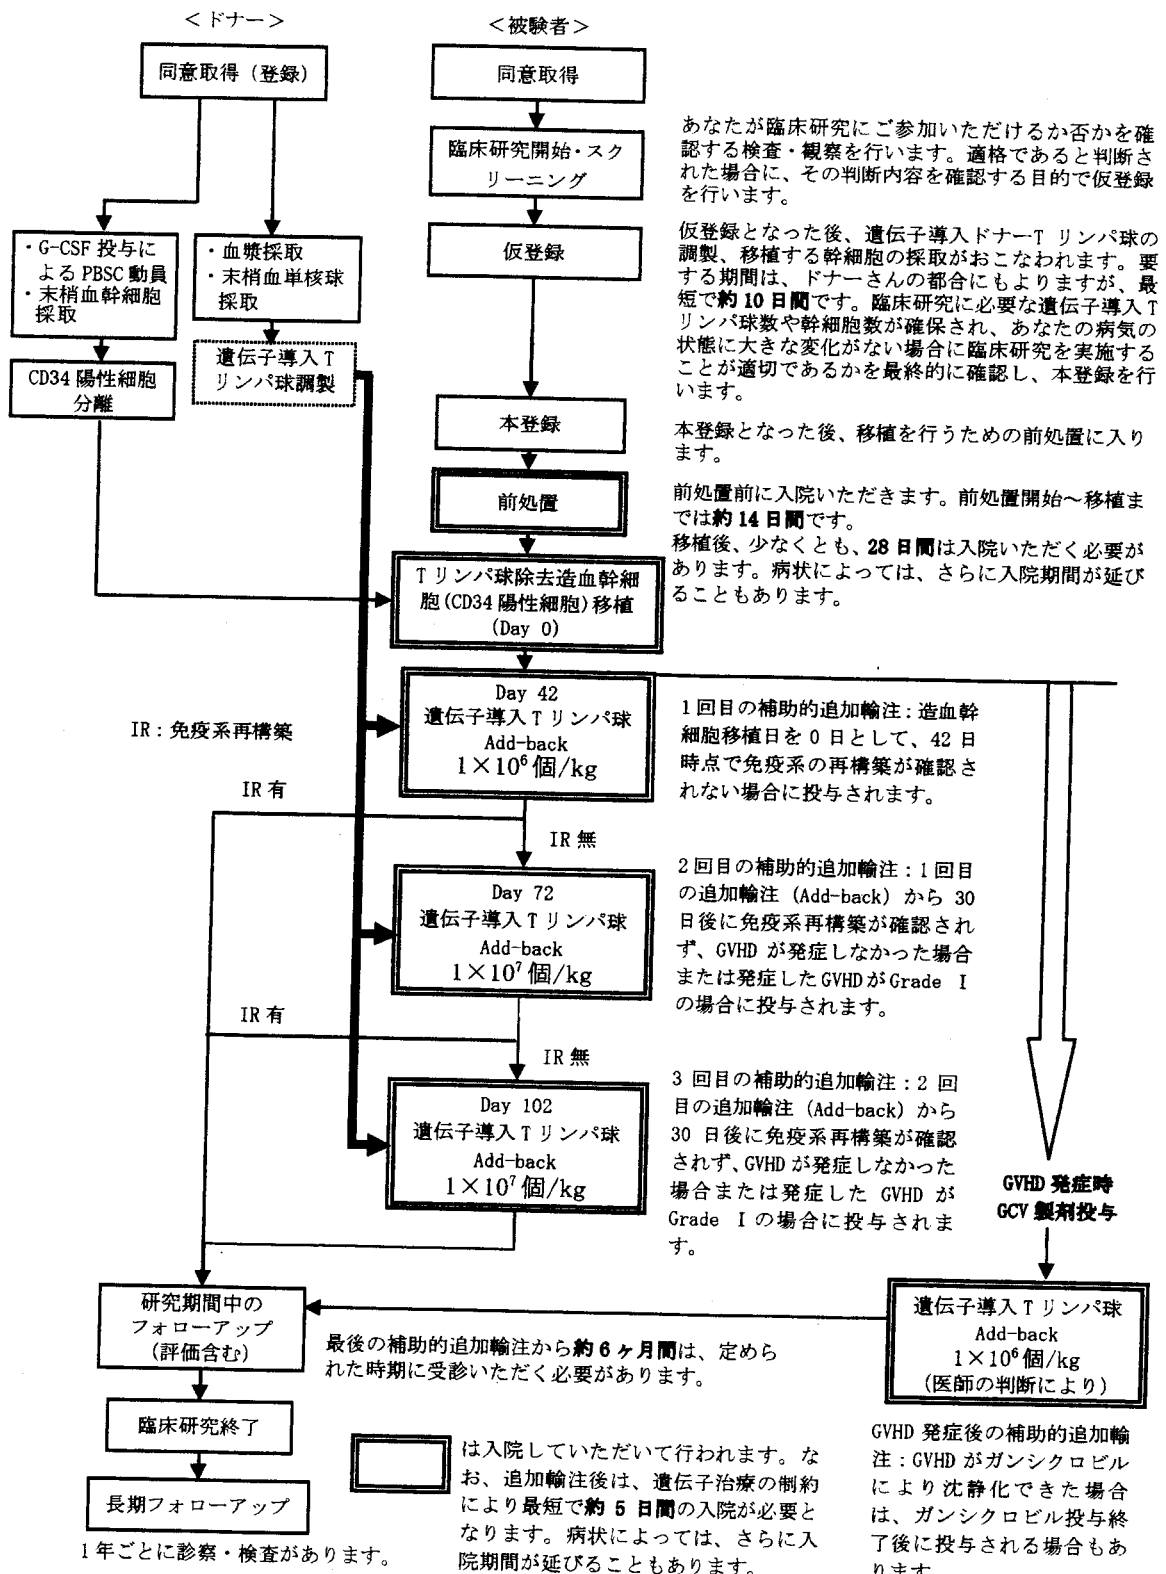 ＜ドナー＞
＜被験者＞
同意取得（登録）
同意取得
臨床研究開始・スク
リーニング
あなたが臨床研究にご参加いただけるか否かを確
認する検査・観察を行います。適格であると判断さ
れた場合に、その判断内容を確認する目的で仮登録
を行います。
・G-CSF 投与に
よる PBSC 動員
・末梢血幹細胞
採取
・血漿採取
・末梢血単核球
採取
仮登録
仮登録となった後、遺伝子導入ドナーT リンパ球の
調製、移植する幹細胞の採取がおこなわれます。要
する期間は、ドナーさんの都合にもよりますが、最
短で約 10 日間です。臨床研究に必要な遺伝子導入 T
リンパ球数や幹細胞数が確保され、あなたの病気の
状態に大きな変化がない場合に臨床研究を実施する
ことが適切であるかを最終的に確認し、本登録を行
います。
CD34 陽性細胞
分離
遺伝子導入 T
リンパ球調製
本登録
本登録となった後、移植を行うための前処置に入り
ます。
前処置
前処置前に入院いただきます。前処置開始～移植ま
では約 14 日間です。
移植後、少なくとも、28 日間は入院いただく必要が
あります。病状によっては、さらに入院期間が延び
ることもあります。
T リンパ球除去造血幹細
胞(CD34 陽性細胞)移植
(Day 0)
Day 42
遺伝子導入 T リンパ球
Add-back
1×10⁶個/kg
IR：免疫系再構築
1 回目の補助的追加輸注：造血幹
細胞移植日を 0 日として、42 日
時点で免疫系の再構築が確認さ
れない場合に投与されます。
IR 有
IR 無
Day 72
遺伝子導入 T リンパ球
Add-back
1×10⁷個/kg
2 回目の補助的追加輸注：1 回目
の追加輸注（Add-back）から 30
日後に免疫系再構築が確認され
ず、GVHD が発症しなかった場合
または発症した GVHD が Grade I
の場合に投与されます。
IR 有
IR 無
Day 102
遺伝子導入 T リンパ球
Add-back
1×10⁷個/kg
3 回目の補助的追加輸注：2 回
目の追加輸注（Add-back）から
30 日後に免疫系再構築が確認
されず、GVHD が発症しなかった
場合または発症した GVHD が
Grade I の場合に投与されま
す。
GVHD 発症時
GCV 製剤投与
研究期間中の
フォローアップ
(評価含む)
最後の補助的追加輸注から約 6 ヶ月間は、定めら
れた時期に受診いただく必要があります。
遺伝子導入 T リンパ球
Add-back
1×10⁶個/kg
(医師の判断により)
臨床研究終了
長期フォローアップ
1 年ごとに診察・検査があります。
は入院していただいて行われます。な
お、追加輸注後は、遺伝子治療の制約
により最短で約 5 日間の入院が必要と
なります。病状によっては、さらに入
院期間が延びることもあります。
GVHD 発症後の補助的追加輸
注：GVHD がガンシクロビル
により沈静化できた場合
は、ガンシクロビル投与終
了後に投与される場合もあ
ります